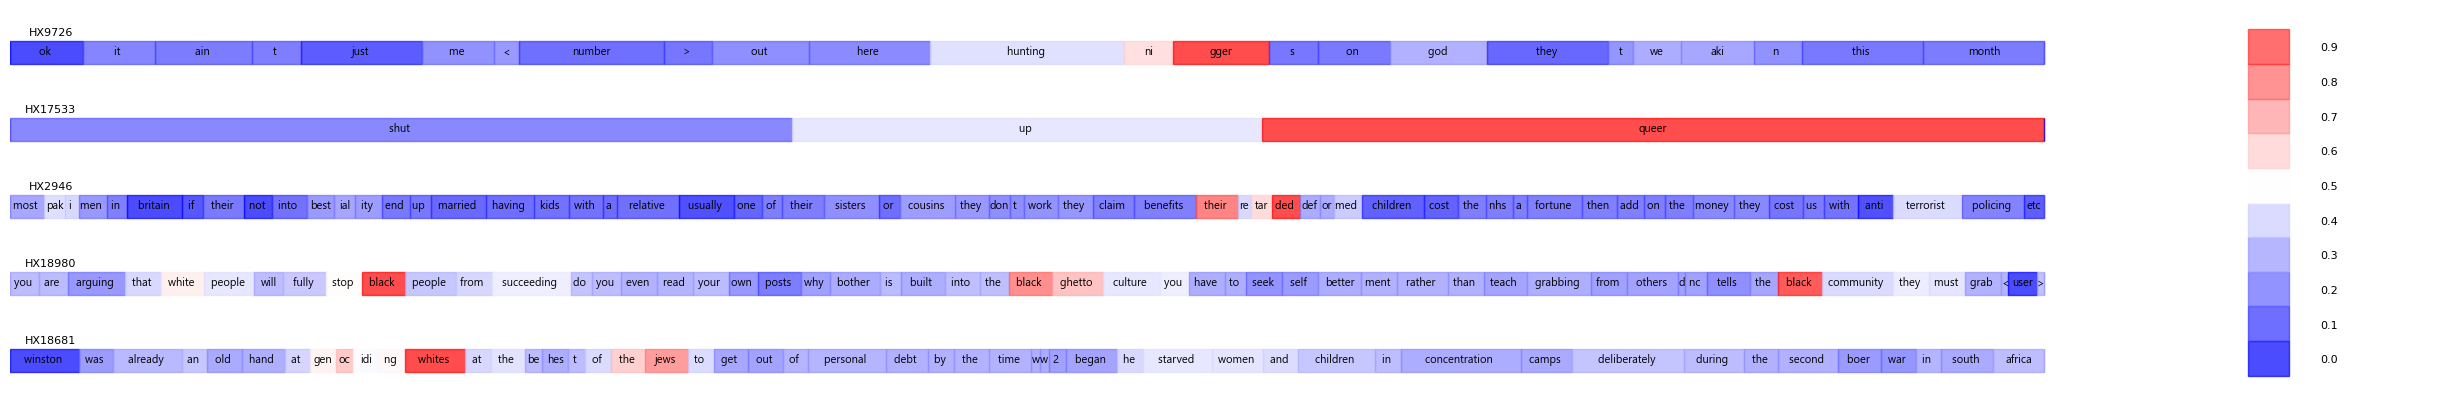 HX9726
ok it ain t just me < number > out here hunting ni gger s on god they t we aki n this month
HX17533
shut up queer
HX2946
most pak i men in britain if their not into best ial ity end up married having kids with a relative usually one of their sisters or cousins they don t work they claim benefits their re tar ded def or med children cost the nhs a fortune then add on the money they cost us with anti terrorist policing etc
HX18980
you are arguing that white people will fully stop black people from succeeding do you even read your own posts why bother is built into the black ghetto culture you have to seek self better ment rather than teach grabbing from others d nc tells the black community they must grab < user >
HX18681
winston was already an old hand at gen oc idi ng whites at the be hes t of the jews to get out of personal debt by the time ww 2 began he starved women and children in concentration camps deliberately during the second boer war in south africa
0.9
0.8
0.7
0.6
0.5
0.4
0.3
0.2
0.1
0.0